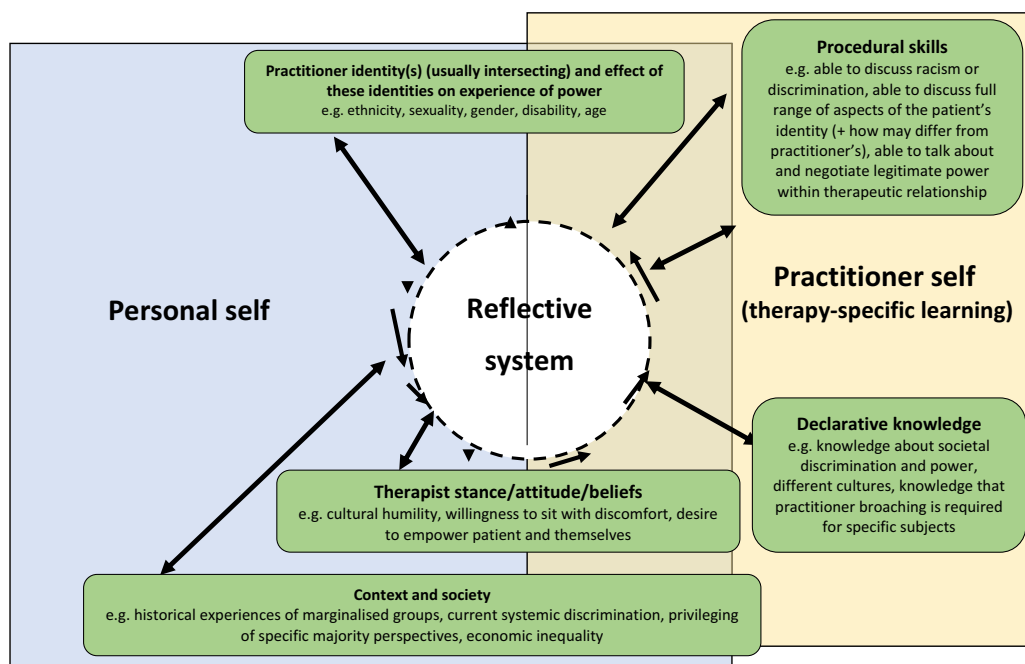 Practitioner identity(s) (usually intersecting) and effect of
these identities on experience of power
e.g. ethnicity, sexuality, gender, disability, age
Procedural skills
e.g. able to discuss racism or
discrimination, able to discuss full
range of aspects of the patient's
identity (+ how may differ from
practitioner's), able to talk about
and negotiate legitimate power
within therapeutic relationship
Personal self
Reflective
system
Practitioner self
(therapy-specific learning)
Declarative knowledge
e.g. knowledge about societal
discrimination and power,
different cultures, knowledge that
practitioner broaching is required
for specific subjects
Therapist stance/attitude/beliefs
e.g. cultural humility, willingness to sit with discomfort, desire
to empower patient and themselves
Context and society
e.g. historical experiences of marginalised groups, current systemic discrimination, privileging
of specific majority perspectives, economic inequality